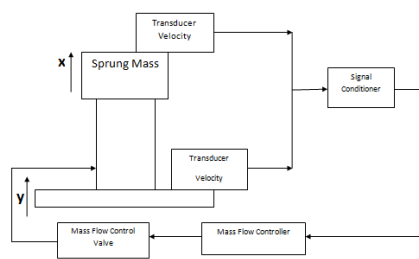 Transducer
Velocity
x
Sprung Mass
Signal
Conditioner
Transducer
Velocity
y
Mass Flow Control
Valve
Mass Flow Controller